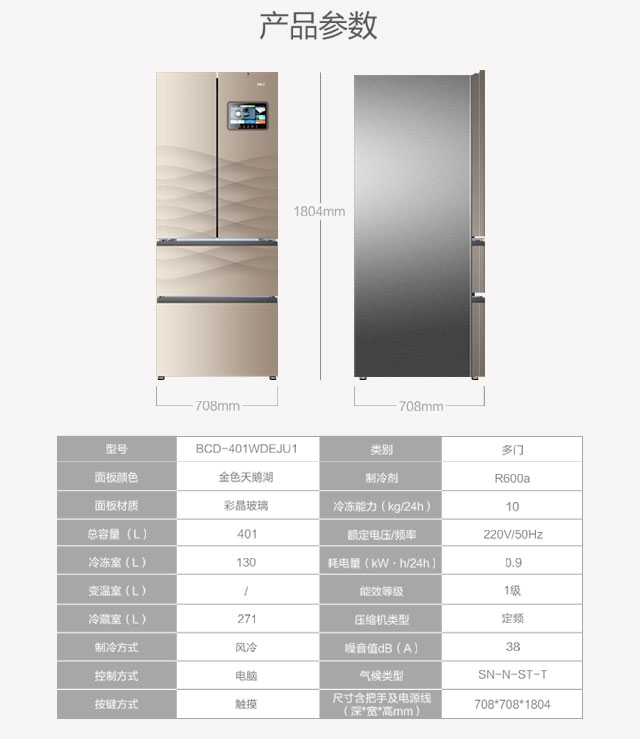 产品参数
1804mm
708mm 708mm
型号 BCD-401WDEJU1 类别 多门
面板颜色 金色天鹅湖 制冷剂 R600a
面板材质 彩晶玻璃 冷冻能力（kg/24h） 10
总容量（L） 401 额定电压/频率 220V/50Hz
冷冻室（L） 130 耗电量（kW·h/24h） 0.9
变温室（L） / 能效等级 1级
冷藏室（L） 271 压缩机类型 定频
制冷方式 风冷 噪音值dB（A） 38
控制方式 电脑 气候类型 SN-N-ST-T
按键方式 触摸 尺寸含把手及电源线
（深*宽*高mm） 708*708*1804